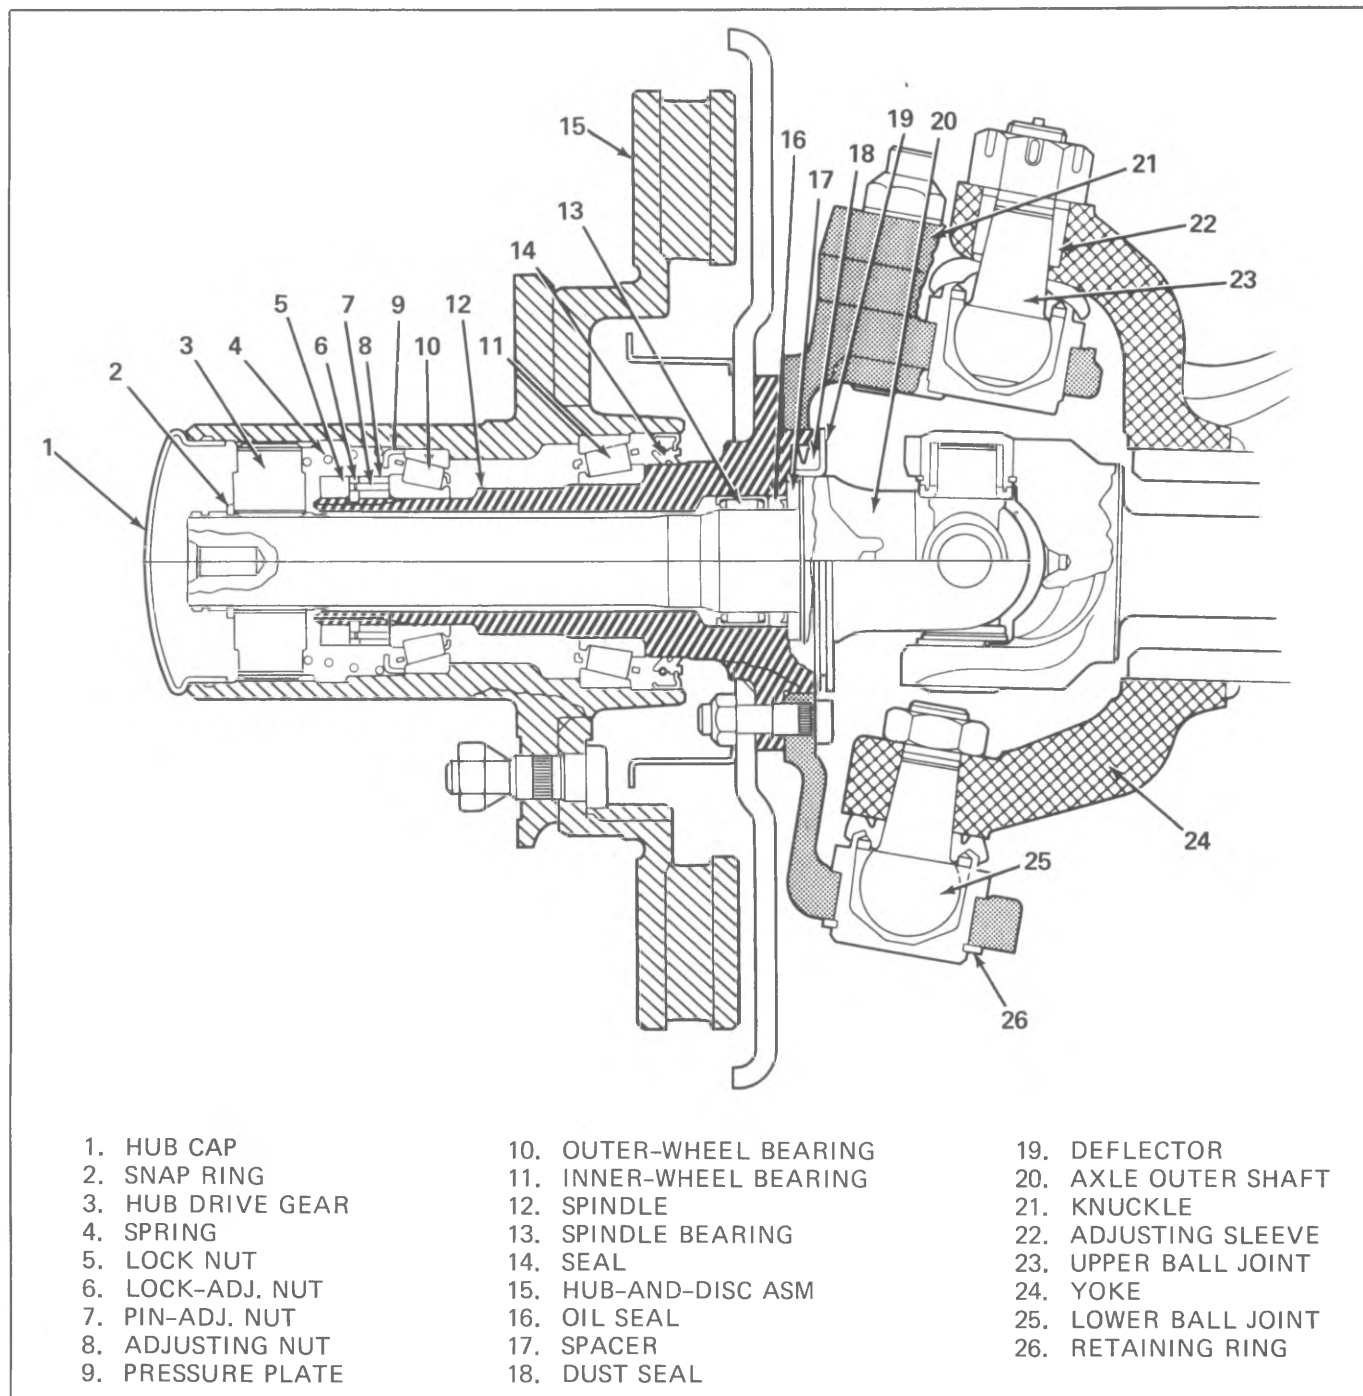 15
19
20
16
18
21
17
13
22
14
23
7
9
12
5
11
6
8
10
4
3
2
1
24
25
26
1. HUB CAP
2. SNAP RING
3. HUB DRIVE GEAR
4. SPRING
5. LOCK NUT
6. LOCK-ADJ. NUT
7. PIN-ADJ. NUT
8. ADJUSTING NUT
9. PRESSURE PLATE
10. OUTER-WHEEL BEARING
11. INNER-WHEEL BEARING
12. SPINDLE
13. SPINDLE BEARING
14. SEAL
15. HUB-AND-DISC ASM
16. OIL SEAL
17. SPACER
18. DUST SEAL
19. DEFLECTOR
20. AXLE OUTER SHAFT
21. KNUCKLE
22. ADJUSTING SLEEVE
23. UPPER BALL JOINT
24. YOKE
25. LOWER BALL JOINT
26. RETAINING RING